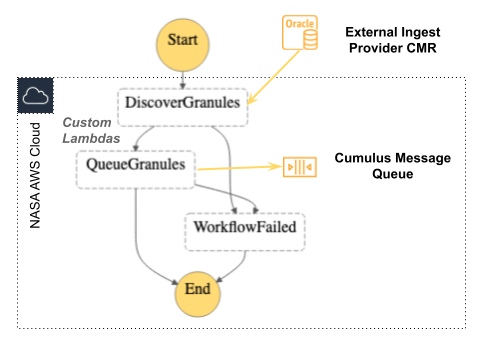 Start
Oracle
External Ingest
Provider CMR
NASA AWS Cloud
DiscoverGranules
Custom
Lambdas
QueueGranules
Cumulus Message
Queue
WorkflowFailed
End